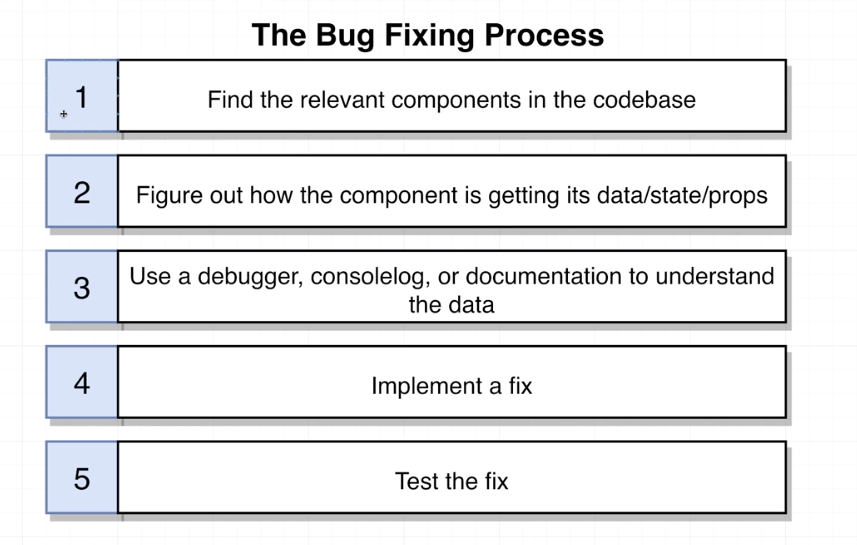 The Bug Fixing Process
1
Find the relevant components in the codebase
2
Figure out how the component is getting its data/state/props
3
Use a debugger, consolelog, or documentation to understand
the data
4
Implement a fix
5
Test the fix